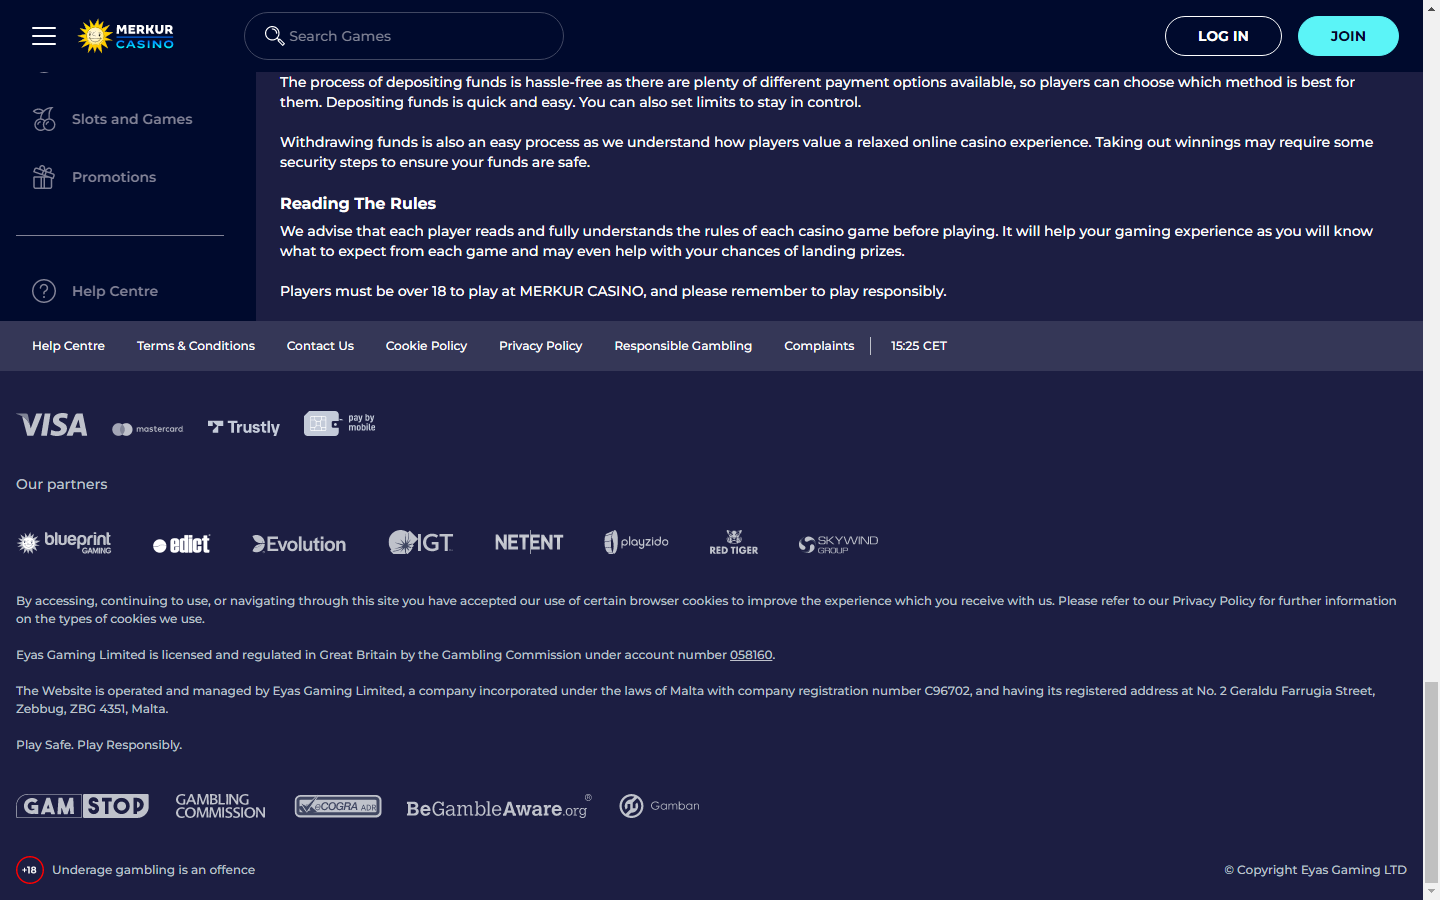 MERKUR
CASINO
Search Games
LOG IN
JOIN
Slots and Games
Promotions
Help Centre
The process of depositing funds is hassle-free as there are plenty of different payment options available, so players can choose which method is best for
them. Depositing funds is quick and easy. You can also set limits to stay in control.
Withdrawing funds is also an easy process as we understand how players value a relaxed online casino experience. Taking out winnings may require some
security steps to ensure your funds are safe.
Reading The Rules
We advise that each player reads and fully understands the rules of each casino game before playing. It will help your gaming experience as you will know
what to expect from each game and may even help with your chances of landing prizes.
Players must be over 18 to play at MERKUR CASINO, and please remember to play responsibly.
Help Centre Terms & Conditions Contact Us Cookie Policy Privacy Policy Responsible Gambling Complaints 15:25 CET
VISA mastercard Trustly pay by
mobile
Our partners
blueprint
GAMING
edict Evolution IGT NETENT playzido RED TIGER SKYWIND
GROUP
By accessing, continuing to use, or navigating through this site you have accepted our use of certain browser cookies to improve the experience which you receive with us. Please refer to our Privacy Policy for further information
on the types of cookies we use.
Eyas Gaming Limited is licensed and regulated in Great Britain by the Gambling Commission under account number 058160.
The Website is operated and managed by Eyas Gaming Limited, a company incorporated under the laws of Malta with company registration number C96702, and having its registered address at No. 2 Geraldu Farrugia Street,
Zebbug, ZBG 4351, Malta.
Play Safe. Play Responsibly.
GAMSTOP
GAMBLING
COMMISSION
eCOGRA ADR
BeGambleAware.org®
Gamban
+18 Underage gambling is an offence
© Copyright Eyas Gaming LTD